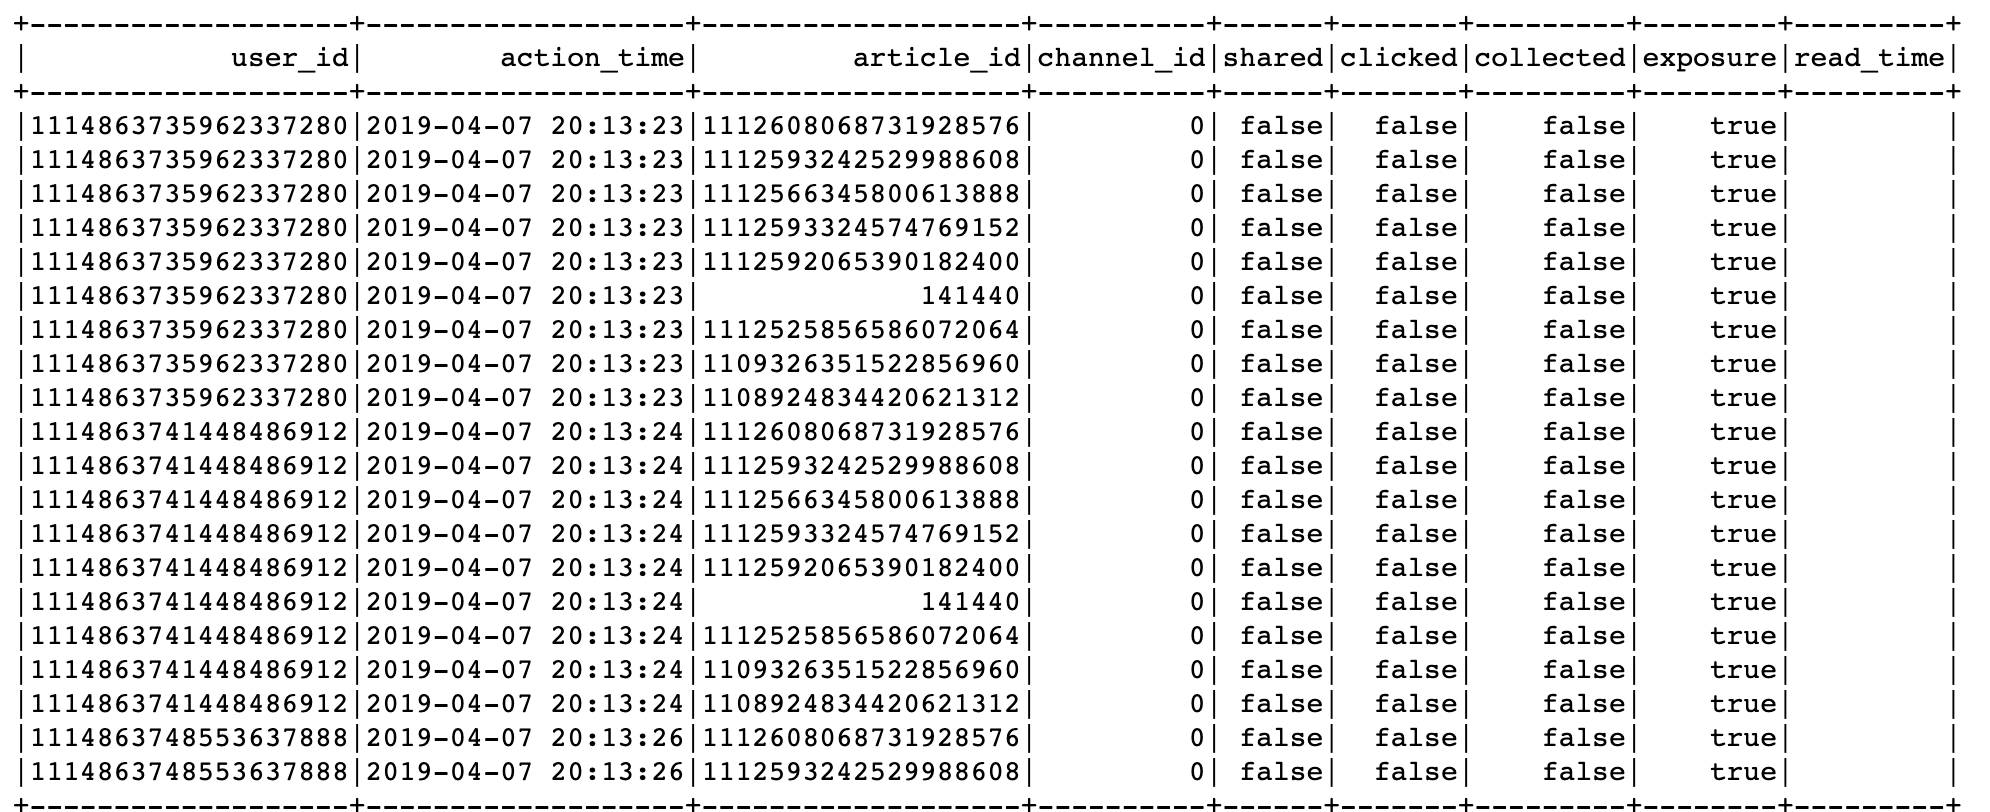 +-------------------+-------------------+-------------------+----------+------+-------+---------+--------+---------+
|            user_id|        action_time|         article_id|channel_id|shared|clicked|collected|exposure|read_time|
+-------------------+-------------------+-------------------+----------+------+-------+---------+--------+---------+
|1114863735962337280|2019-04-07 20:13:23|1112608068731928576|         0| false|  false|    false|    true|         |
|1114863735962337280|2019-04-07 20:13:23|1112593242529988608|         0| false|  false|    false|    true|         |
|1114863735962337280|2019-04-07 20:13:23|1112566345800613888|         0| false|  false|    false|    true|         |
|1114863735962337280|2019-04-07 20:13:23|1112593324574769152|         0| false|  false|    false|    true|         |
|1114863735962337280|2019-04-07 20:13:23|1112592065390182400|         0| false|  false|    false|    true|         |
|1114863735962337280|2019-04-07 20:13:23|             141440|         0| false|  false|    false|    true|         |
|1114863735962337280|2019-04-07 20:13:23|1112525856586072064|         0| false|  false|    false|    true|         |
|1114863735962337280|2019-04-07 20:13:23|1109326351522856960|         0| false|  false|    false|    true|         |
|1114863735962337280|2019-04-07 20:13:23|1108924834420621312|         0| false|  false|    false|    true|         |
|1114863741448486912|2019-04-07 20:13:24|1112608068731928576|         0| false|  false|    false|    true|         |
|1114863741448486912|2019-04-07 20:13:24|1112593242529988608|         0| false|  false|    false|    true|         |
|1114863741448486912|2019-04-07 20:13:24|1112566345800613888|         0| false|  false|    false|    true|         |
|1114863741448486912|2019-04-07 20:13:24|1112593324574769152|         0| false|  false|    false|    true|         |
|1114863741448486912|2019-04-07 20:13:24|1112592065390182400|         0| false|  false|    false|    true|         |
|1114863741448486912|2019-04-07 20:13:24|             141440|         0| false|  false|    false|    true|         |
|1114863741448486912|2019-04-07 20:13:24|1112525856586072064|         0| false|  false|    false|    true|         |
|1114863741448486912|2019-04-07 20:13:24|1109326351522856960|         0| false|  false|    false|    true|         |
|1114863741448486912|2019-04-07 20:13:24|1108924834420621312|         0| false|  false|    false|    true|         |
|1114863748553637888|2019-04-07 20:13:26|1112608068731928576|         0| false|  false|    false|    true|         |
|1114863748553637888|2019-04-07 20:13:26|1112593242529988608|         0| false|  false|    false|    true|         |
+-------------------+-------------------+-------------------+----------+------+-------+---------+--------+---------+